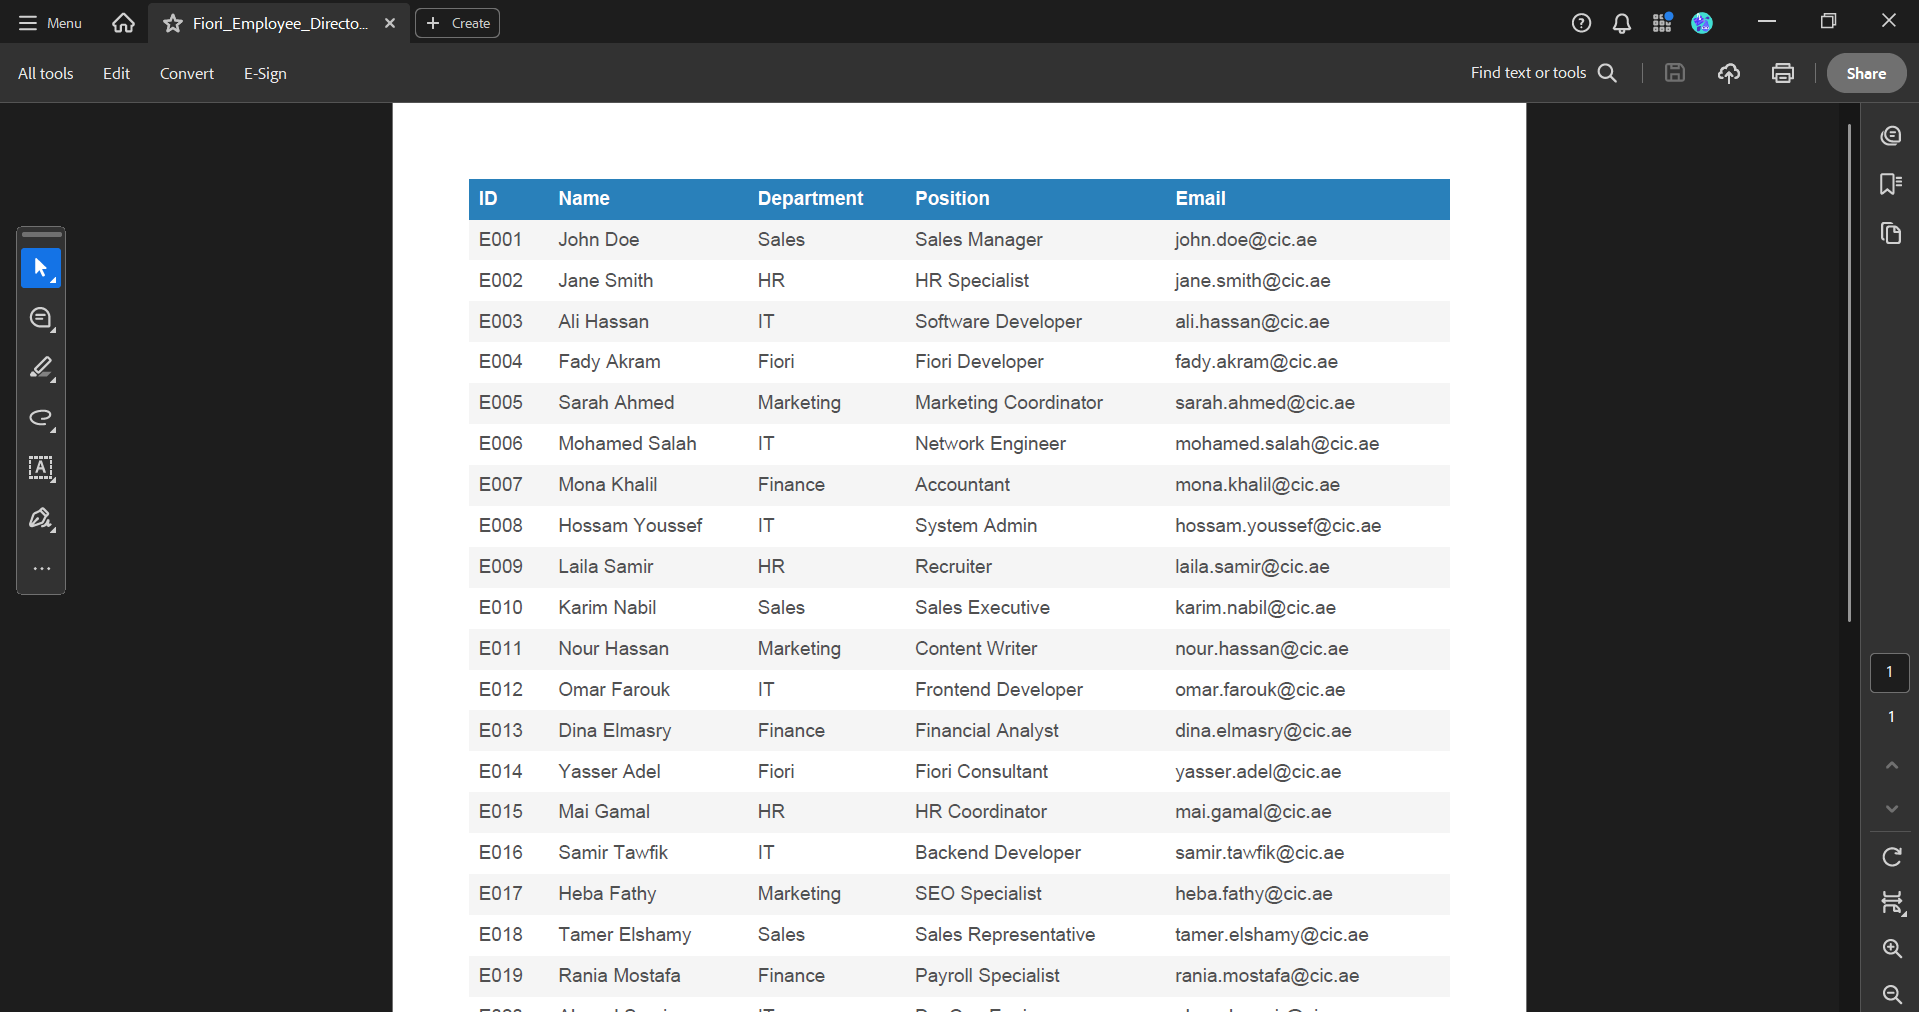 Menu
Fiori_Employee_Directo...
Create
All tools Edit Convert E-Sign
Find text or tools
Share
ID Name Department Position Email
E001 John Doe Sales Sales Manager john.doe@cic.ae
E002 Jane Smith HR HR Specialist jane.smith@cic.ae
E003 Ali Hassan IT Software Developer ali.hassan@cic.ae
E004 Fady Akram Fiori Fiori Developer fady.akram@cic.ae
E005 Sarah Ahmed Marketing Marketing Coordinator sarah.ahmed@cic.ae
E006 Mohamed Salah IT Network Engineer mohamed.salah@cic.ae
E007 Mona Khalil Finance Accountant mona.khalil@cic.ae
E008 Hossam Youssef IT System Admin hossam.youssef@cic.ae
E009 Laila Samir HR Recruiter laila.samir@cic.ae
E010 Karim Nabil Sales Sales Executive karim.nabil@cic.ae
E011 Nour Hassan Marketing Content Writer nour.hassan@cic.ae
E012 Omar Farouk IT Frontend Developer omar.farouk@cic.ae
E013 Dina Elmasry Finance Financial Analyst dina.elmasry@cic.ae
E014 Yasser Adel Fiori Fiori Consultant yasser.adel@cic.ae
E015 Mai Gamal HR HR Coordinator mai.gamal@cic.ae
E016 Samir Tawfik IT Backend Developer samir.tawfik@cic.ae
E017 Heba Fathy Marketing SEO Specialist heba.fathy@cic.ae
E018 Tamer Elshamy Sales Sales Representative tamer.elshamy@cic.ae
E019 Rania Mostafa Finance Payroll Specialist rania.mostafa@cic.ae
1
1